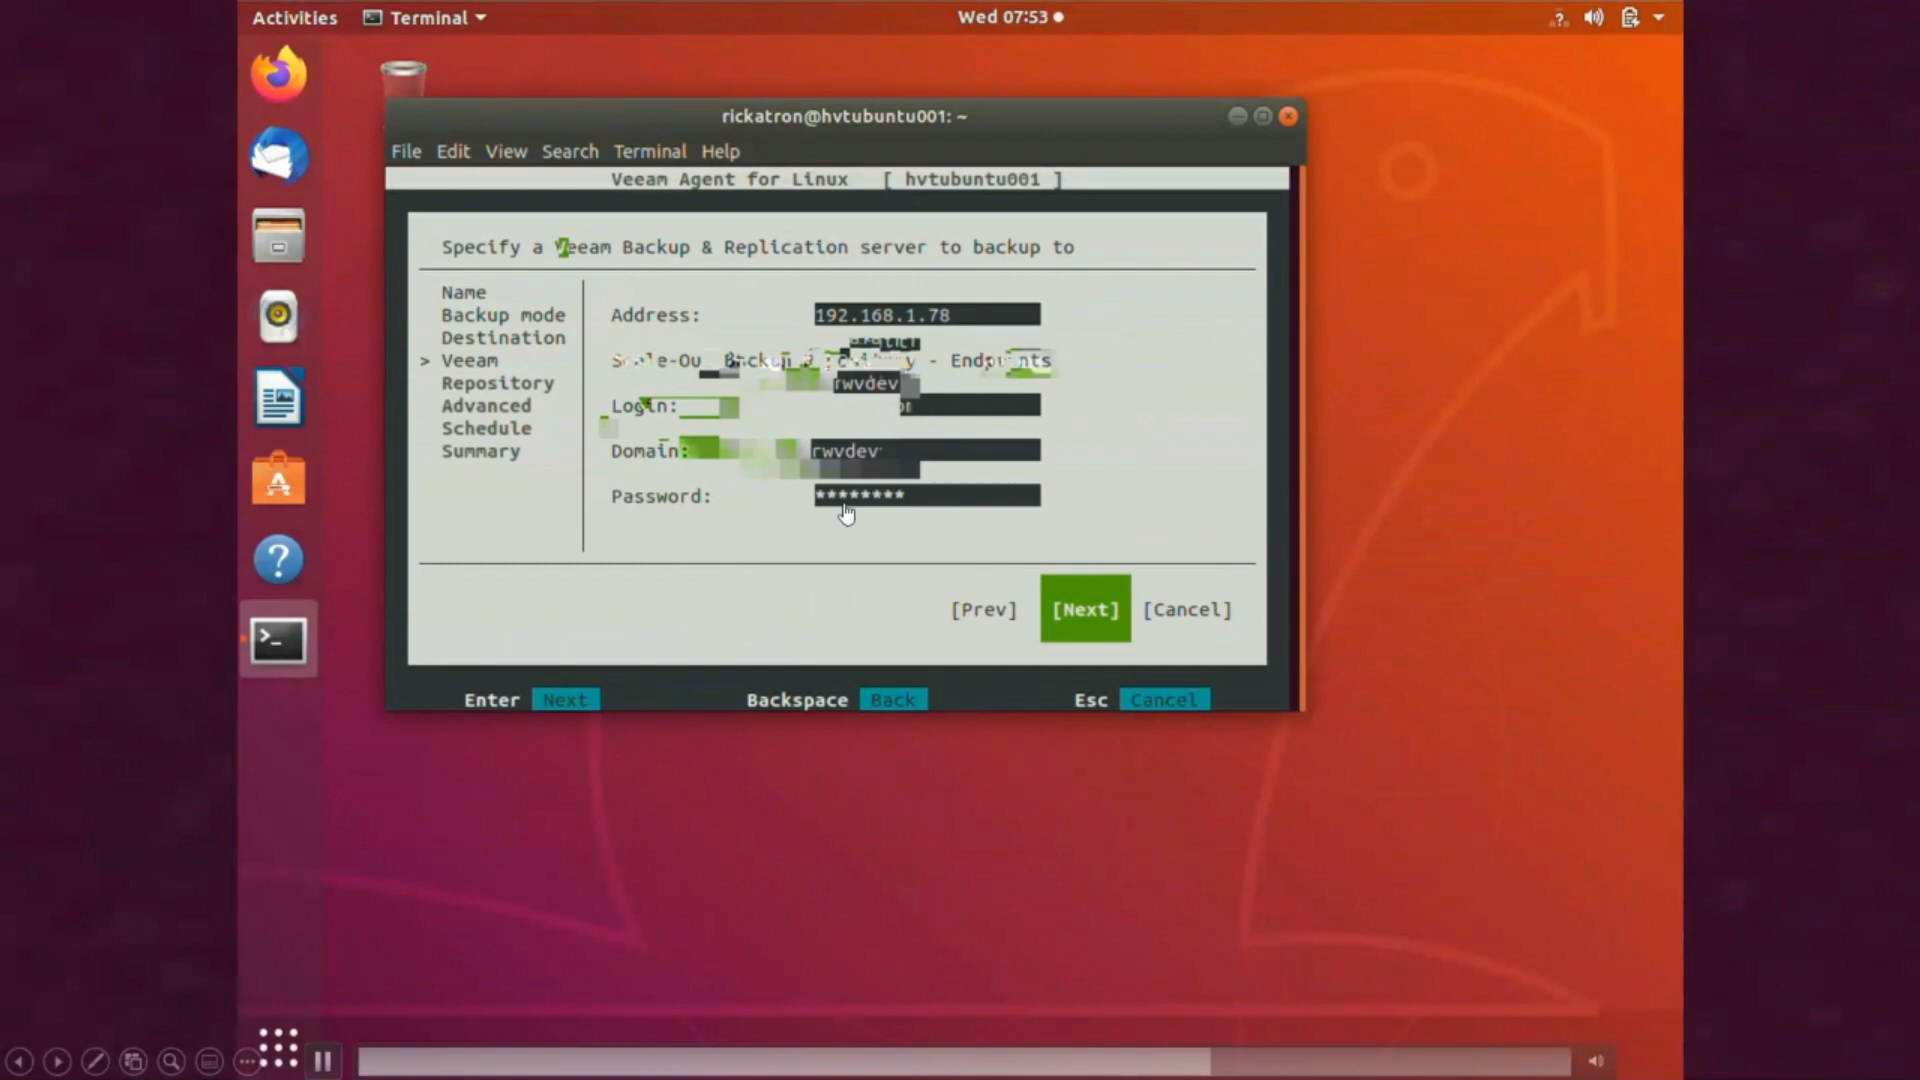 Activities Terminal Wed 07:53
rickatron@hvtubuntu001: ~
File Edit View Search Terminal Help
Veeam Agent for Linux [ hvtubuntu001 ]
Specify a Veeam Backup & Replication server to backup to
Name
Backup mode
Destination
> Veeam
Repository
Advanced
Schedule
Summary
Address: 192.168.1.78
- Endpoints
rwvdev
Login:
Domain: rwvdev
Password: ********
[Prev] [Next] [Cancel]
Enter Next Backspace Back Esc Cancel